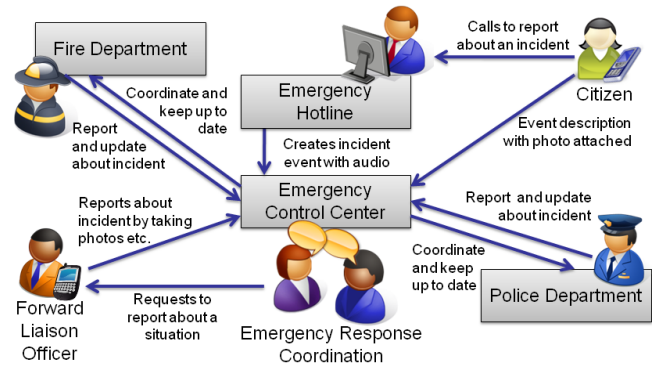 Fire Department
Calls to report
about an incident
Citizen
Emergency
Hotline
Coordinate and
keep up to
date
Report
and update
about incident
Creates incident
event with audio
Event description
with photo attached
Emergency
Control Center
Reports about
incident by taking
photos etc.
Report  and update
about incident
Coordinate
and keep
up to date
Police Department
Requests to
report about a
situation
Forward
Liaison
Officer
Emergency Response
Coordination